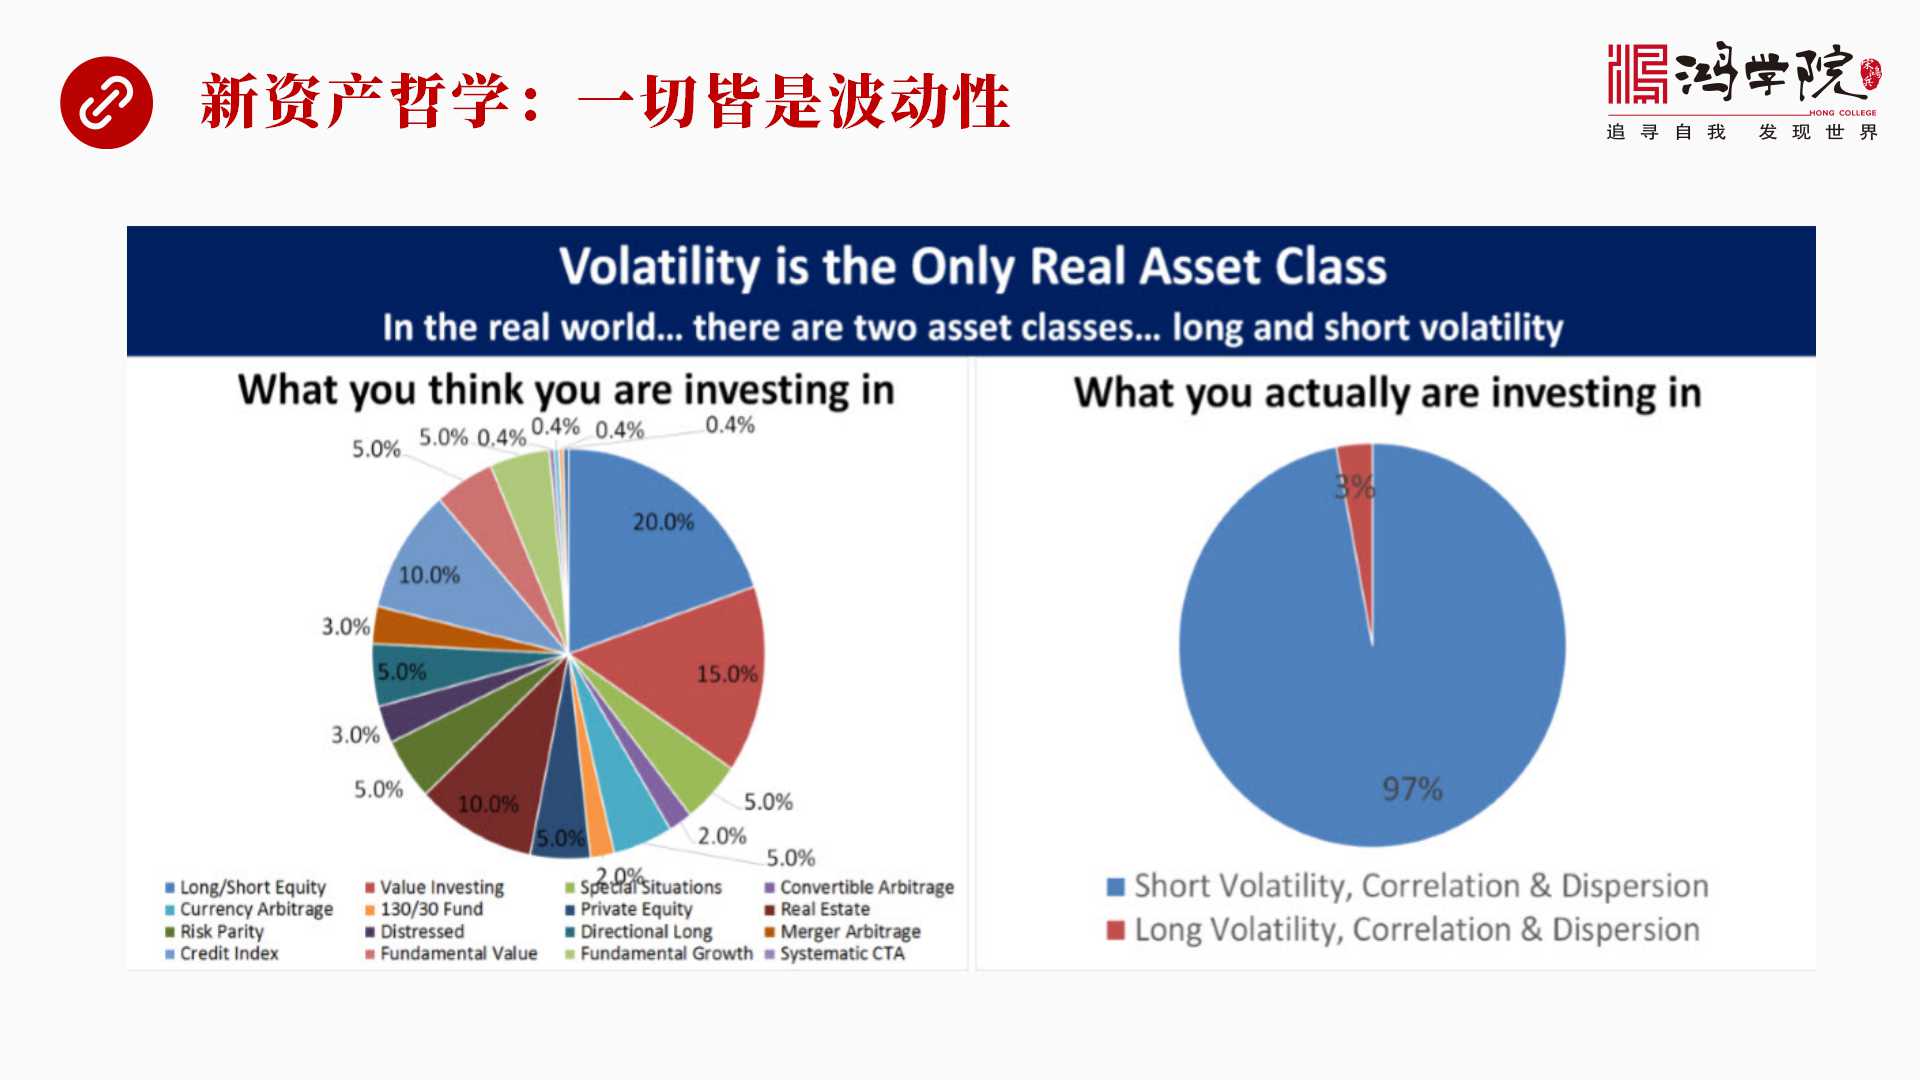 新资产哲学：一切皆是波动性
鸿学院
HONG COLLEGE
追寻自我 发现世界
Volatility is the Only Real Asset Class
In the real world... there are two asset classes... long and short volatility
What you think you are investing in
5.0% 5.0% 0.4% 0.4% 0.4% 0.4%
20.0%
10.0%
3.0%
5.0%
15.0%
3.0%
5.0%
10.0%
5.0%
5.0%
2.0%
5.0%
2.0%
Long/Short Equity Value Investing Special Situations Convertible Arbitrage
Currency Arbitrage 130/30 Fund Private Equity Real Estate
Risk Parity Distressed Directional Long Merger Arbitrage
Credit Index Fundamental Value Fundamental Growth Systematic CTA
What you actually are investing in
3%
97%
Short Volatility, Correlation & Dispersion
Long Volatility, Correlation & Dispersion